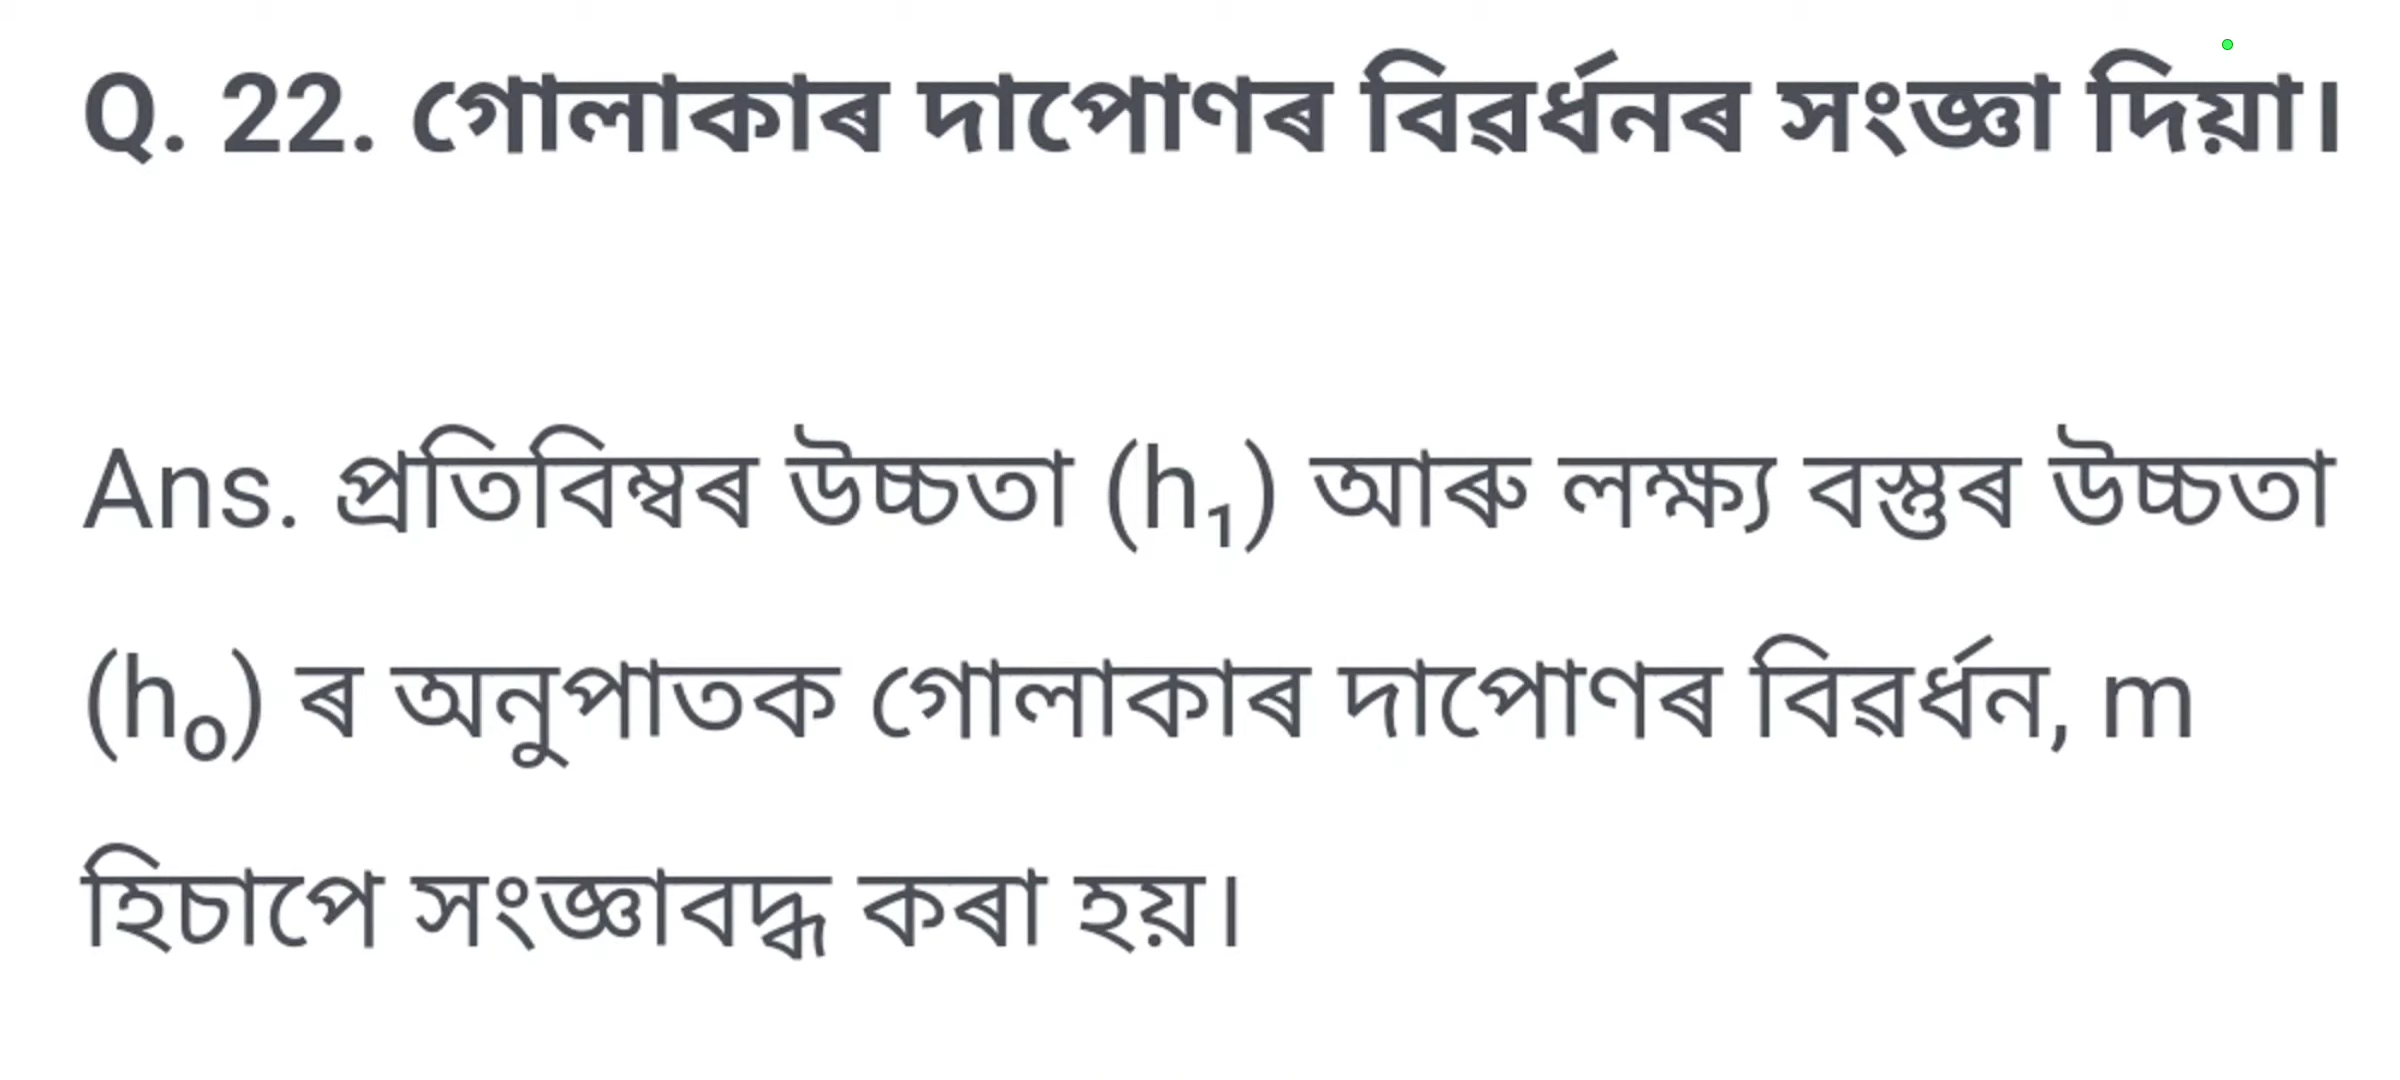 Q. 22. গোলাকাৰ দাপোণৰ বিৱৰ্ধনৰ সংজ্ঞা দিয়া।
Ans. প্ৰতিবিম্বৰ উচ্চতা (h₁) আৰু লক্ষ্য বস্তুৰ উচ্চতা
(h₀) ৰ অনুপাতক গোলাকাৰ দাপোণৰ বিৱৰ্ধন, m
হিচাপে সংজ্ঞাবদ্ধ কৰা হয়।